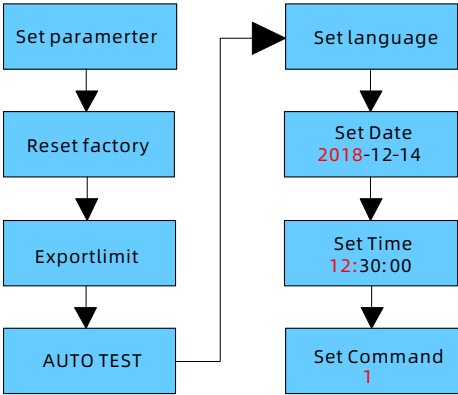 Set paramerter
Reset factory
Exportlimit
AUTO TEST
Set language
Set Date
2018-12-14
Set Time
12:30:00
Set Command
1